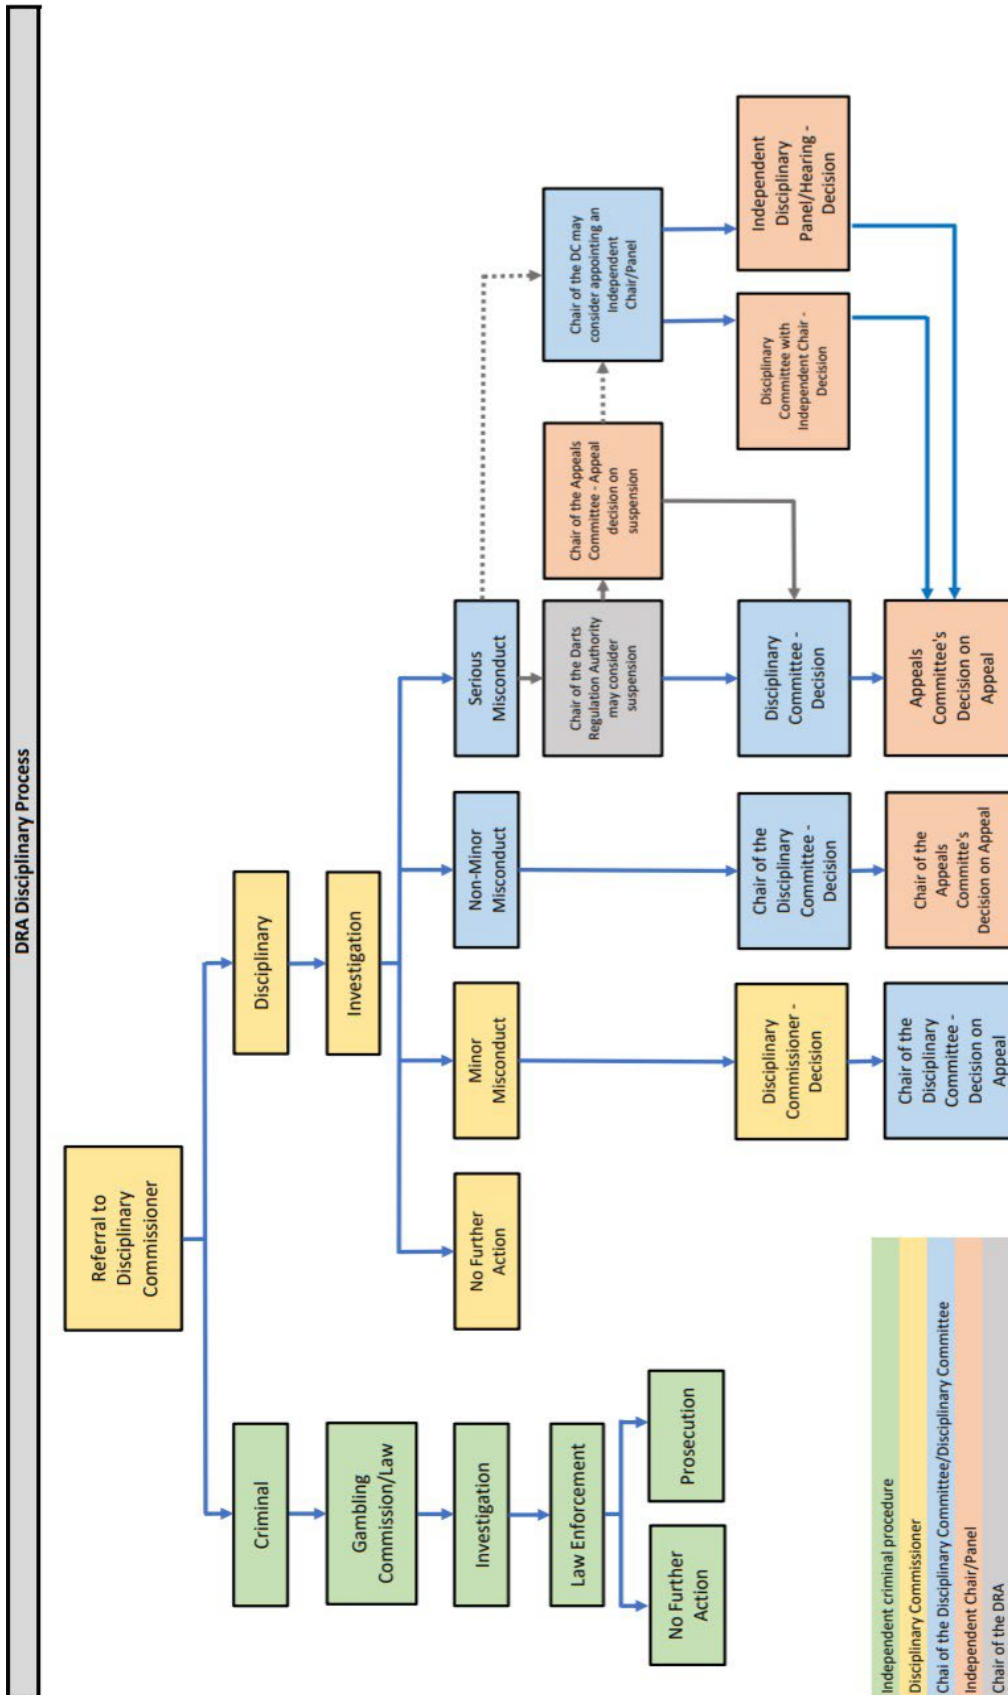 DRA Disciplinary Process
Referral to
Disciplinary
Commissioner
Criminal
Disciplinary
Gambling
Commission/Law
Investigation
Investigation
Law Enforcement
No Further
Action
Prosecution
No Further
Action
Minor
Misconduct
Non-Minor
Misconduct
Serious
Misconduct
Chair of the Darts
Regulation Authority
may consider
suspension
Chair of the Appeals
Committee - Appeal
decision on
suspension
Chair of the DC may
consider appointing an
Independent
Chair/Panel
Disciplinary
Commissioner -
Decision
Chair of the
Disciplinary
Committee -
Decision
Disciplinary
Committee -
Decision
Disciplinary
Committee with
Independent Chair -
Decision
Independent
Disciplinary
Panel/Hearing -
Decision
Chair of the
Disciplinary
Committee -
Decision on
Appeal
Chair of the
Appeals
Committe's
Decision on Appeal
Appeals
Committee's
Decision on
Appeal
Independent criminal procedure
Disciplinary Commissioner
Chai of the Disciplinary Committee/Disciplinary Committee
Independent Chair/Panel
Chair of the DRA